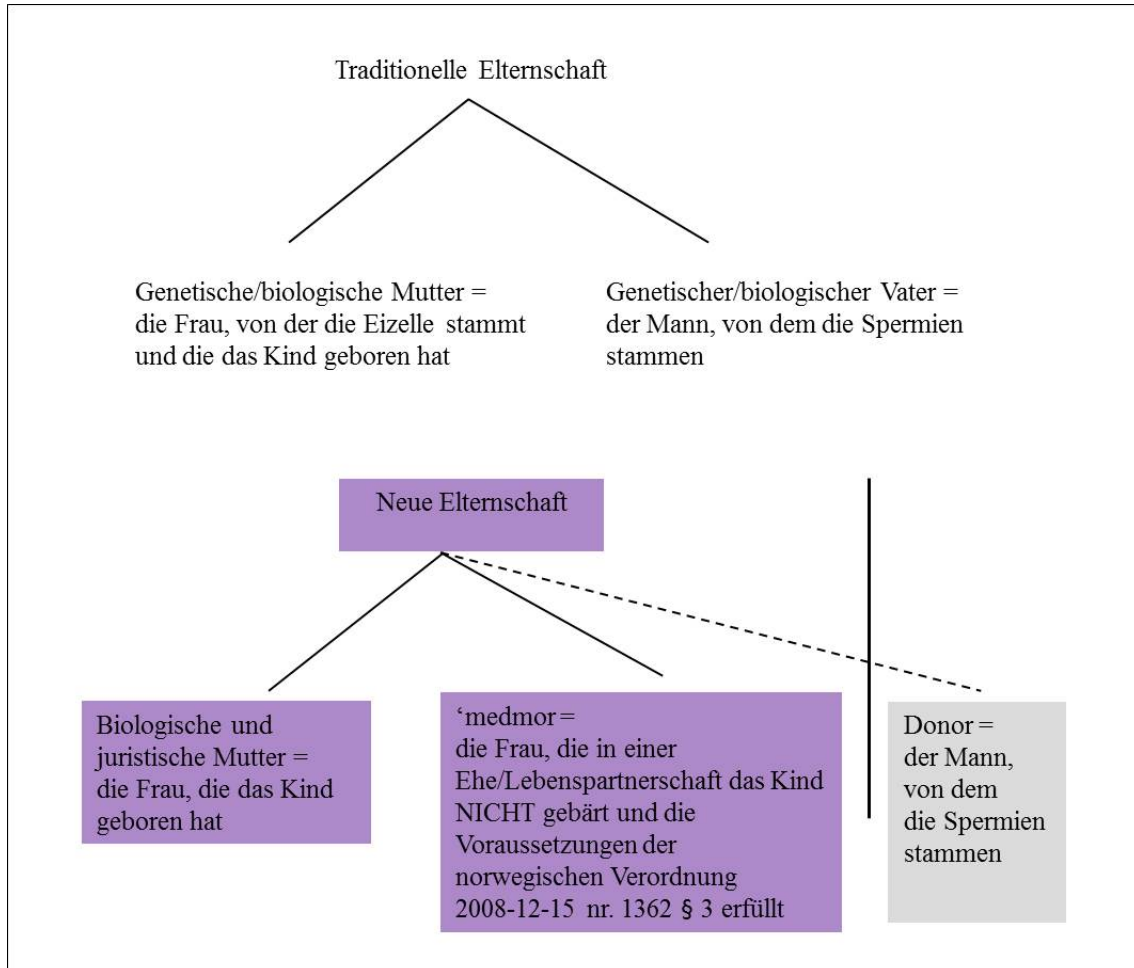 Traditionelle Elternschaft
Genetische/biologische Mutter =
die Frau, von der die Eizelle stammt
und die das Kind geboren hat
Genetischer/biologischer Vater =
der Mann, von dem die Spermien
stammen
Neue Elternschaft
Biologische und
juristische Mutter =
die Frau, die das Kind
geboren hat
‘medmor =
die Frau, die in einer
Ehe/Lebenspartnerschaft das Kind
NICHT gebärt und die
Voraussetzungen der
norwegischen Verordnung
2008-12-15 nr. 1362 § 3 erfüllt
Donor =
der Mann,
von dem
die Spermien
stammen